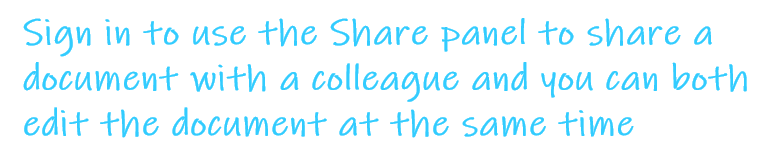 Sign in to use the Share panel to share a
document with a colleague and you can both
edit the document at the same time